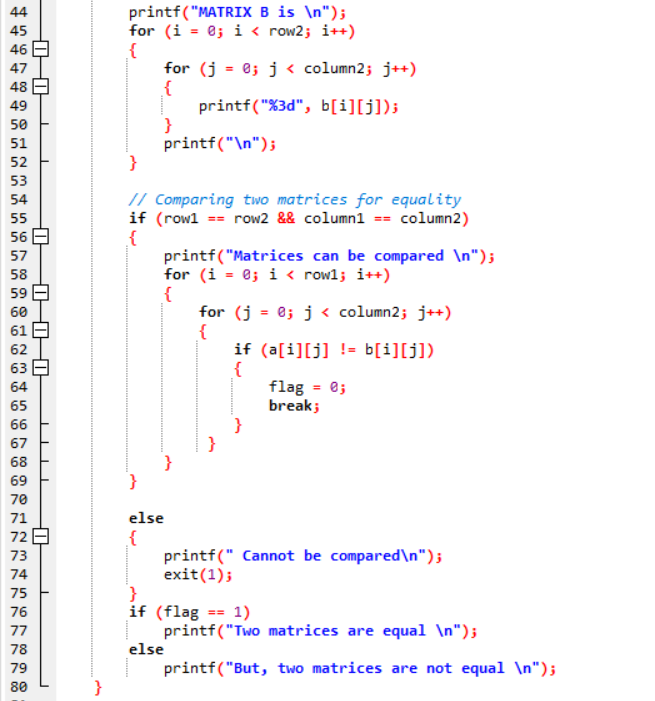 44 printf("MATRIX B is \n");
45 for (i = 0; i < row2; i++)
46 {
47 for (j = 0; j < column2; j++)
48 {
49 printf("%3d", b[i][j]);
50 }
51 printf("\n");
52 }
53
54 // Comparing two matrices for equality
55 if (row1 == row2 && column1 == column2)
56 {
57 printf("Matrices can be compared \n");
58 for (i = 0; i < row1; i++)
59 {
60 for (j = 0; j < column2; j++)
61 {
62 if (a[i][j] != b[i][j])
63 {
64 flag = 0;
65 break;
66 }
67 }
68 }
69 }
70
71 else
72 {
73 printf(" Cannot be compared\n");
74 exit(1);
75 }
76 if (flag == 1)
77 printf("Two matrices are equal \n");
78 else
79 printf("But, two matrices are not equal \n");
80 }